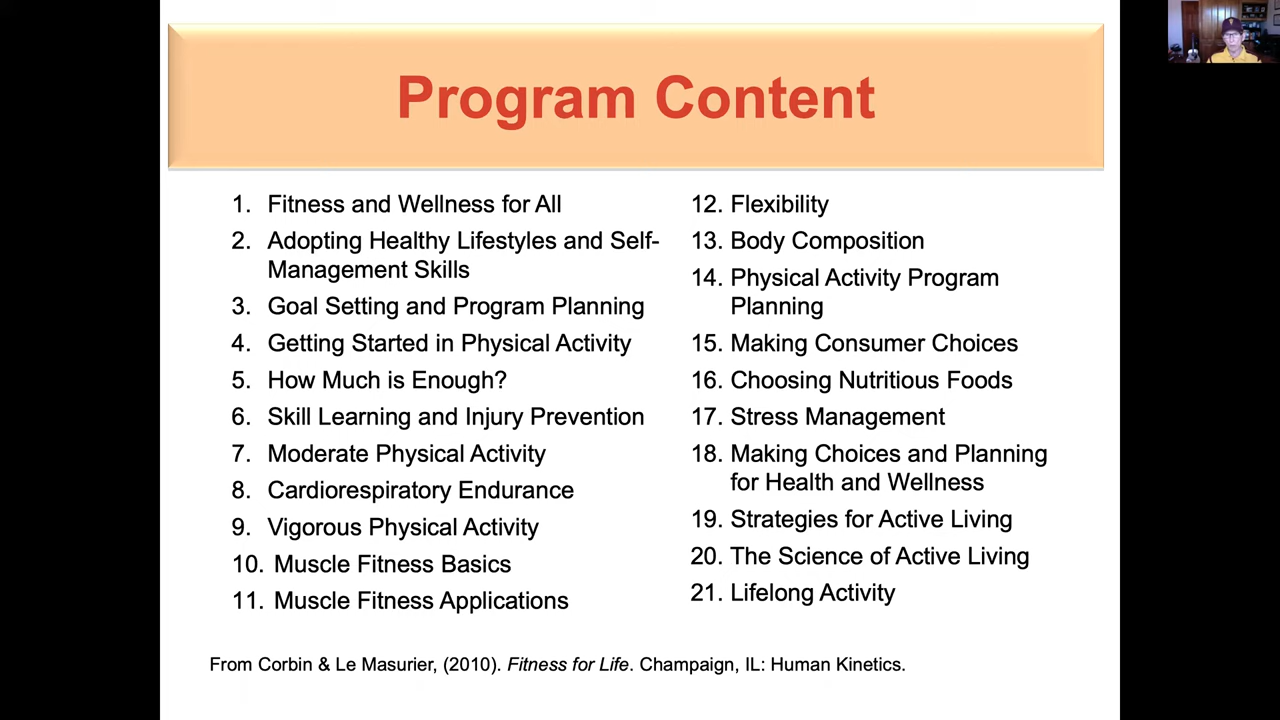 Program Content
1. Fitness and Wellness for All
2. Adopting Healthy Lifestyles and Self-
Management Skills
3. Goal Setting and Program Planning
4. Getting Started in Physical Activity
5. How Much is Enough?
6. Skill Learning and Injury Prevention
7. Moderate Physical Activity
8. Cardiorespiratory Endurance
9. Vigorous Physical Activity
10. Muscle Fitness Basics
11. Muscle Fitness Applications
12. Flexibility
13. Body Composition
14. Physical Activity Program
Planning
15. Making Consumer Choices
16. Choosing Nutritious Foods
17. Stress Management
18. Making Choices and Planning
for Health and Wellness
19. Strategies for Active Living
20. The Science of Active Living
21. Lifelong Activity
From Corbin & Le Masurier, (2010). Fitness for Life. Champaign, IL: Human Kinetics.